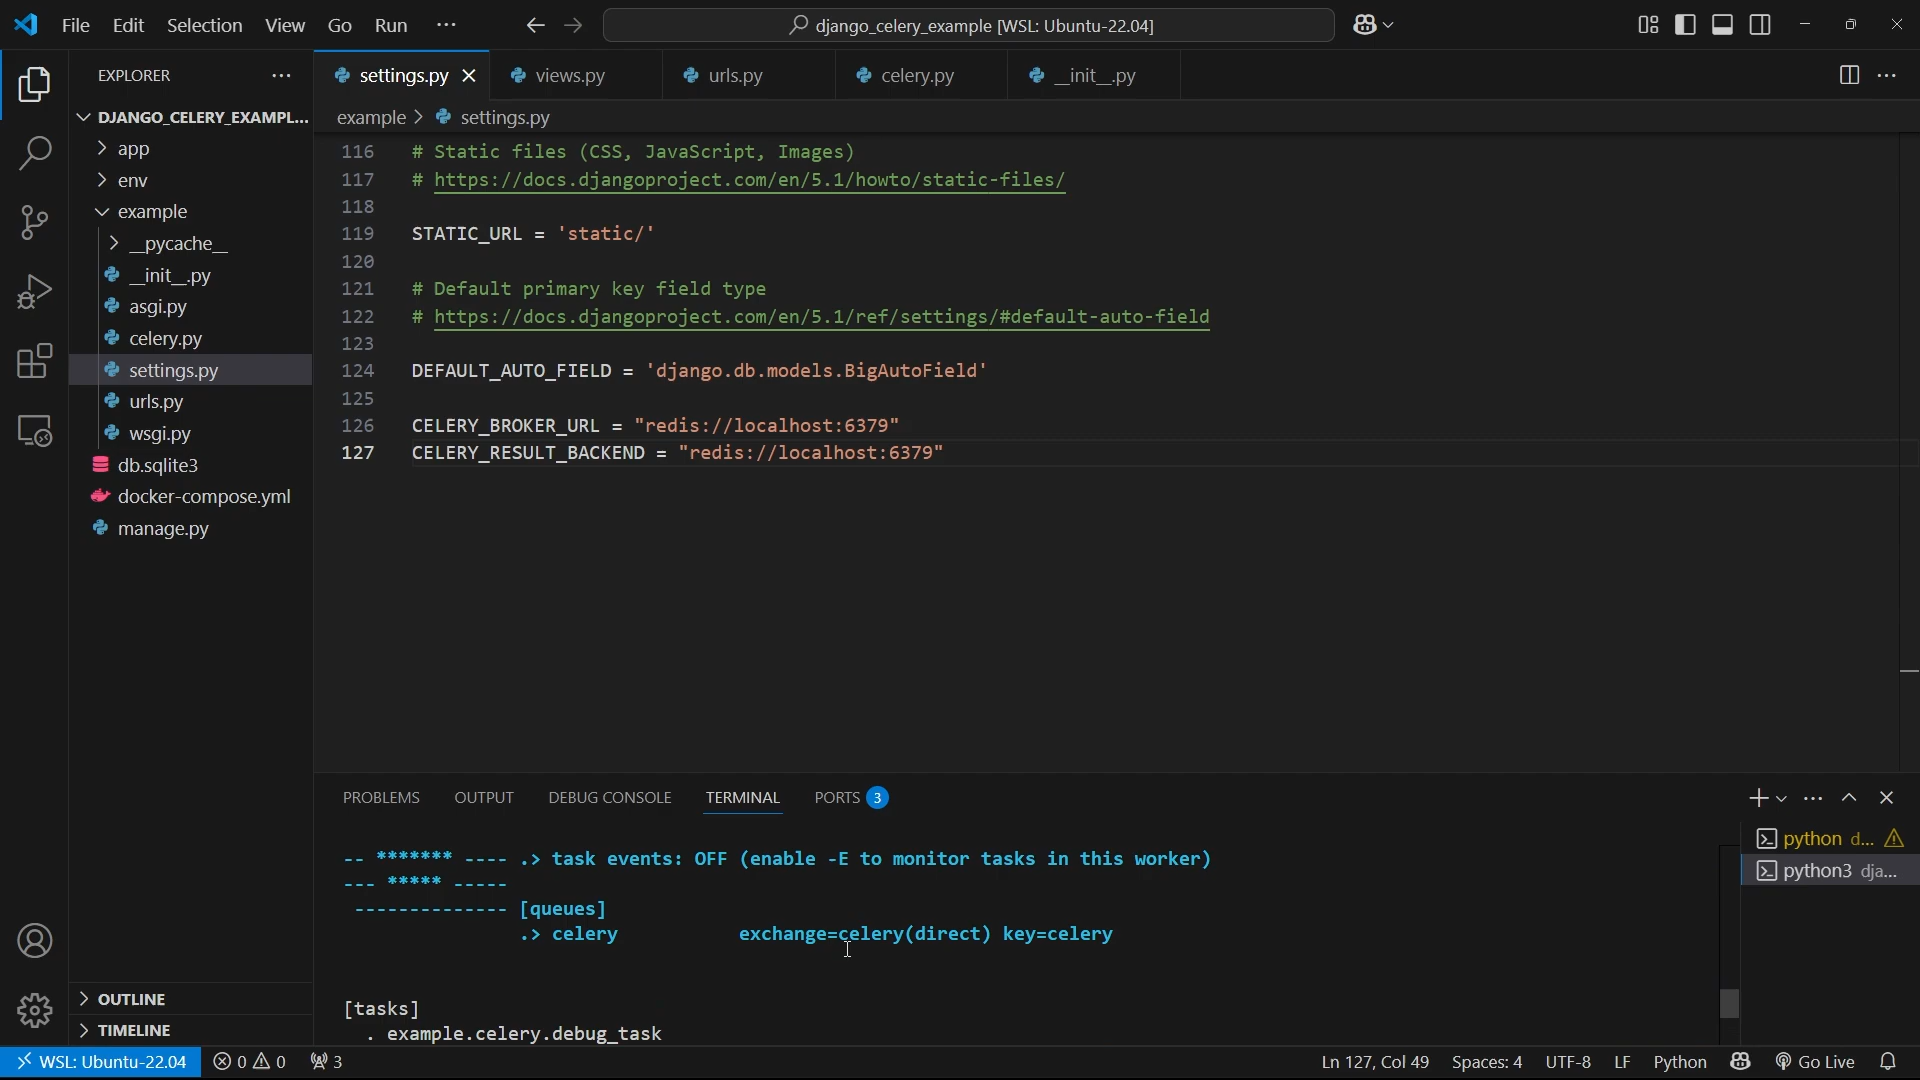 File Edit Selection View Go Run ··· django_celery_example [WSL: Ubuntu-22.04]
EXPLORER ···
DJANGO_CELERY_EXAMPL...
app
env
example
__pycache__
__init__.py
asgi.py
celery.py
settings.py
urls.py
wsgi.py
db.sqlite3
docker-compose.yml
manage.py
OUTLINE
TIMELINE
settings.py views.py urls.py celery.py __init__.py
example > settings.py
116 # Static files (CSS, JavaScript, Images)
117 # https://docs.djangoproject.com/en/5.1/howto/static-files/
118
119 STATIC_URL = 'static/'
120
121 # Default primary key field type
122 # https://docs.djangoproject.com/en/5.1/ref/settings/#default-auto-field
123
124 DEFAULT_AUTO_FIELD = 'django.db.models.BigAutoField'
125
126 CELERY_BROKER_URL = "redis://localhost:6379"
127 CELERY_RESULT_BACKEND = "redis://localhost:6379"
PROBLEMS OUTPUT DEBUG CONSOLE TERMINAL PORTS 3
-- ******* ---- .> task events: OFF (enable -E to monitor tasks in this worker)
--- ***** -----
-------------- [queues]
.> celery exchange=celery(direct) key=celery
[tasks]
. example.celery.debug_task
python d...
python3 dja...
WSL: Ubuntu-22.04 0 0 3 Ln 127, Col 49 Spaces: 4 UTF-8 LF Python Go Live